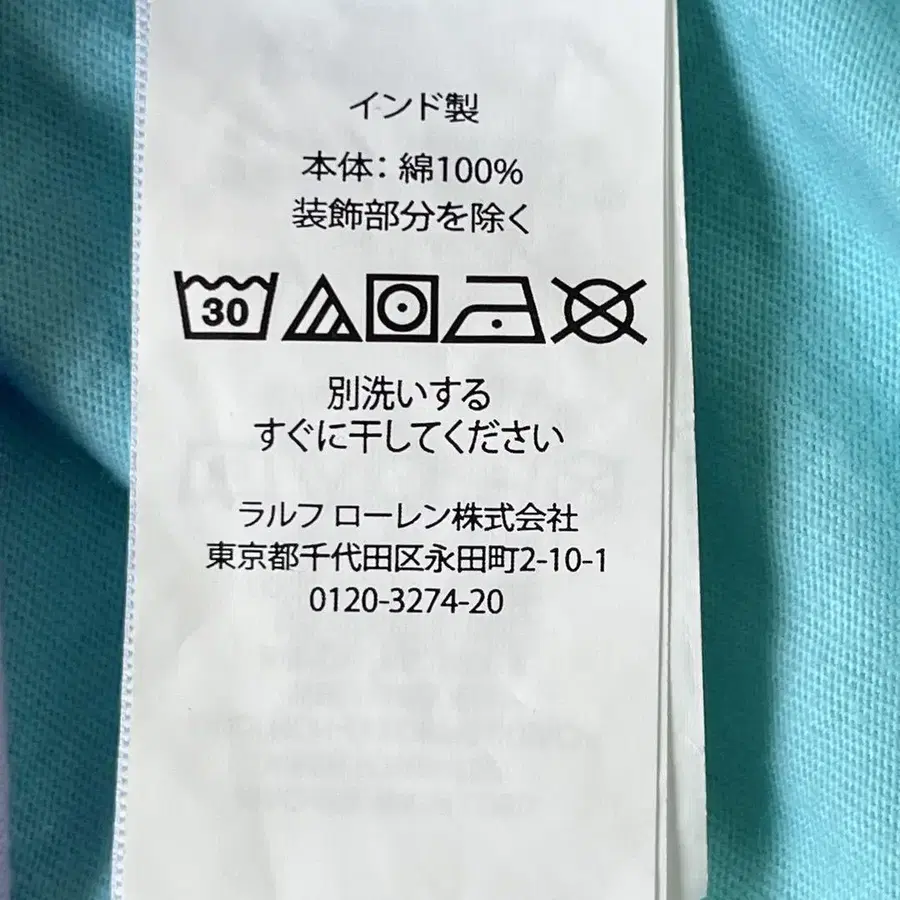 インド製
本体: 綿100%
装飾部分を除く
30
別洗いする
すぐに干してください
ラルフ ローレン株式会社
東京都千代田区永田町2-10-1
0120-3274-20